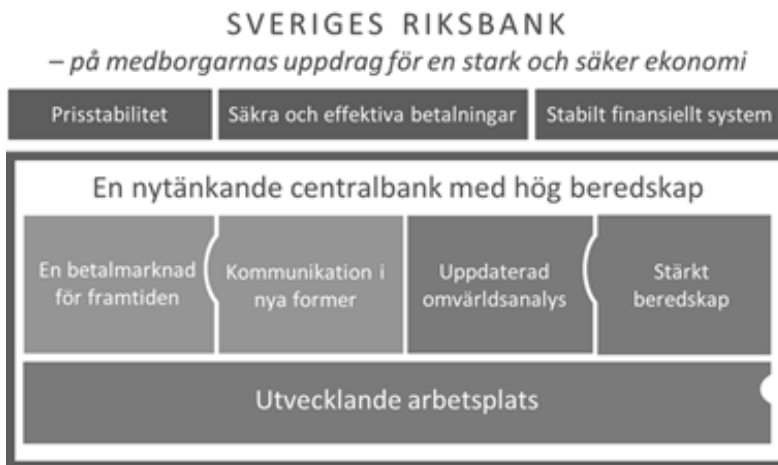 SVERIGES RIKSBANK
– på medborgarnas uppdrag för en stark och säker ekonomi
Prisstabilitet
Säkra och effektiva betalningar
Stabilt finansiellt system
En nytänkande centralbank med hög beredskap
En betalmarknad
för framtiden
Kommunikation i
nya former
Uppdaterad
omvärldsanalys
Stärkt
beredskap
Utvecklande arbetsplats